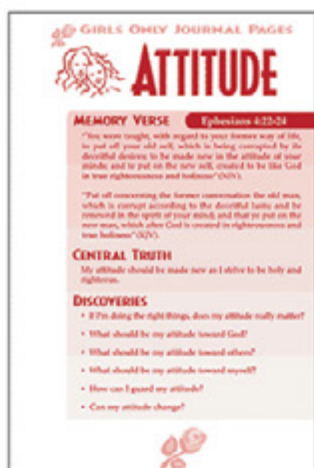 GIRLS ONLY JOURNAL PAGES
ATTITUDE
MEMORY VERSE Ephesians 4:22-24
"You were taught, with regard to your former way of life,
to put off your old self, which is being corrupted by its
deceitful desires; to be made new in the attitude of your
minds; and to put on the new self, created to be like God
in true righteousness and holiness" (NIV).
"Put off concerning the former conversation the old man,
which is corrupt according to the deceitful lusts; and be
renewed in the spirit of your mind; and that ye put on the
new man, which after God is created in righteousness and
true holiness" (KJV).
CENTRAL TRUTH
My attitude should be made new as I strive to be holy and
righteous.
DISCOVERIES
• If I'm doing the right things, does my attitude really matter?
• What should be my attitude toward God?
• What should be my attitude toward others?
• What should be my attitude toward myself?
• How can I guard my attitude?
• Can my attitude change?